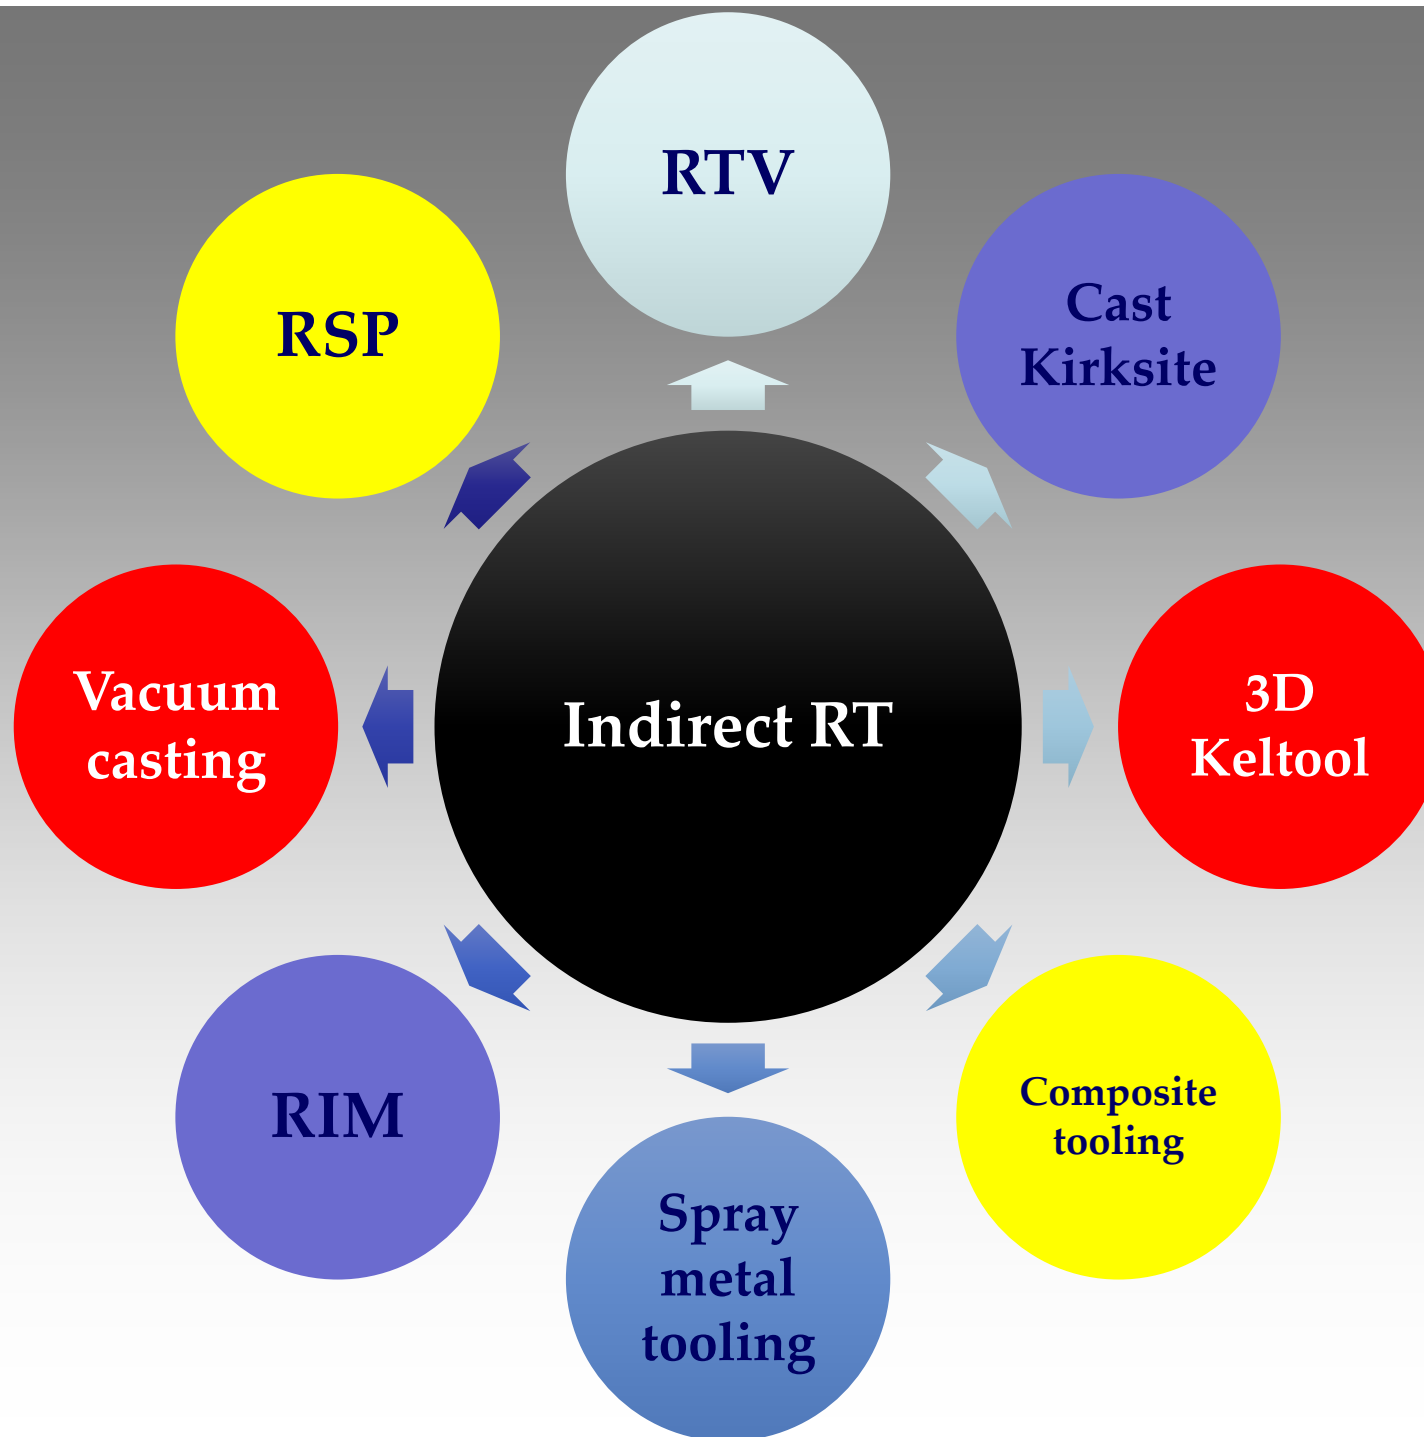 RTV
Cast
Kirksite
3D
Keltool
Composite
tooling
Spray
metal
tooling
RIM
Vacuum
casting
RSP
Indirect RT